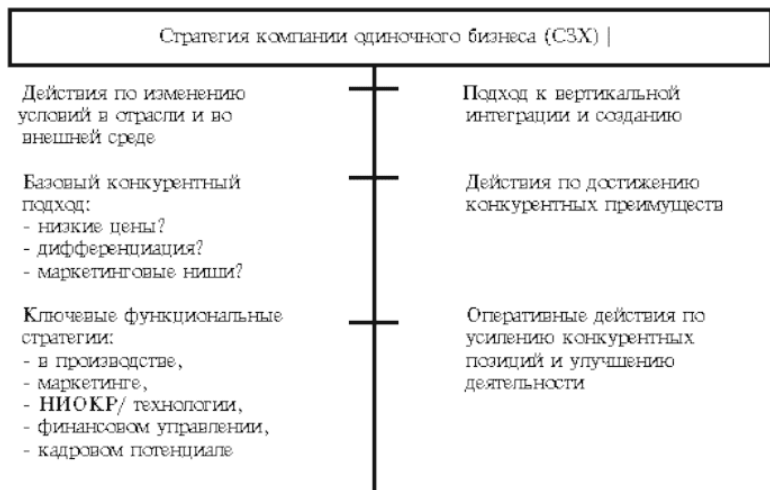 Стратегия компании одиночного бизнеса (СЗХ) |
Действия по изменению
условий в отрасли и во
внешней среде
Базовый конкурентный
подход:
- низкие цены?
- дифференциация?
- маркетинговые ниши?
Ключевые функциональные
стратегии:
- в производстве,
- маркетинге,
- НИОКР/ технологии,
- финансовом управлении,
- кадровом потенциале
Подход к вертикальной
интеграции и созданию
Действия по достижению
конкурентных преимуществ
Оперативные действия по
усилению конкурентных
позиций и улучшению
деятельности